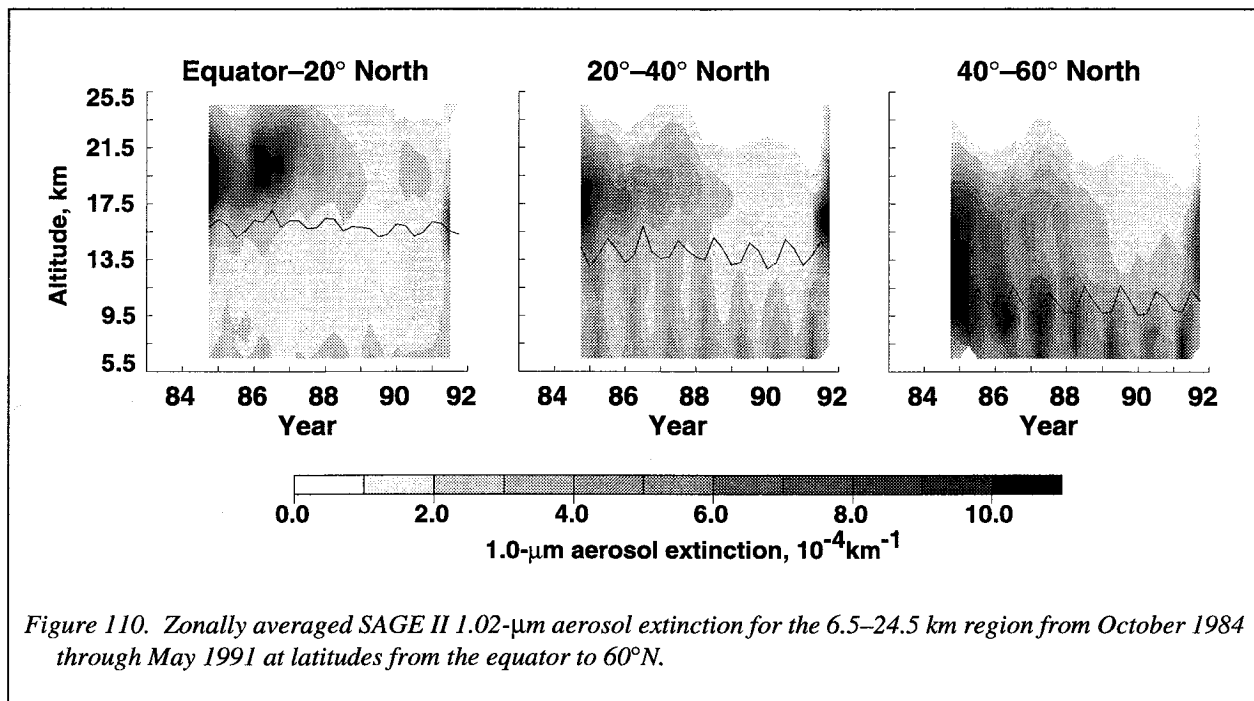 Equator–20° North
20°–40° North
40°–60° North
25.5
21.5
17.5
13.5
9.5
5.5
Altitude, km
84 86 88 90 92
Year
84 86 88 90 92
Year
84 86 88 90 92
Year
0.0 2.0 4.0 6.0 8.0 10.0
1.0-μm aerosol extinction, 10⁻⁴km⁻¹
Figure 110. Zonally averaged SAGE II 1.02-μm aerosol extinction for the 6.5–24.5 km region from October 1984
through May 1991 at latitudes from the equator to 60°N.